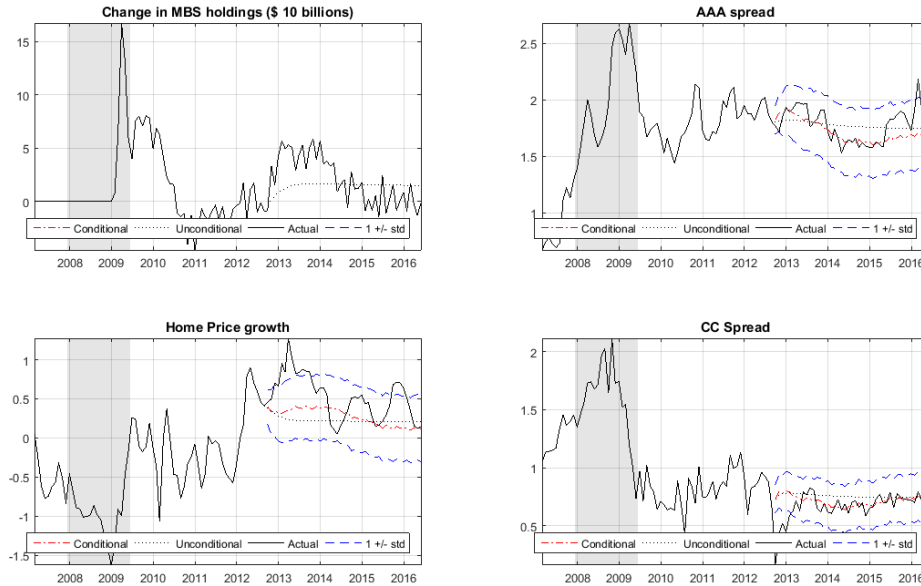 Change in MBS holdings ($ 10 billions)
15
10
5
0
Conditional Unconditional Actual 1 +/- std
2008 2009 2010 2011 2012 2013 2014 2015 2016
AAA spread
2.5
2
1.5
1
Conditional Unconditional Actual 1 +/- std
2008 2009 2010 2011 2012 2013 2014 2015 2016
Home Price growth
1
0.5
0
-0.5
-1
-1.5
Conditional Unconditional Actual 1 +/- std
2008 2009 2010 2011 2012 2013 2014 2015 2016
CC Spread
2
1.5
1
0.5
Conditional Unconditional Actual 1 +/- std
2008 2009 2010 2011 2012 2013 2014 2015 2016